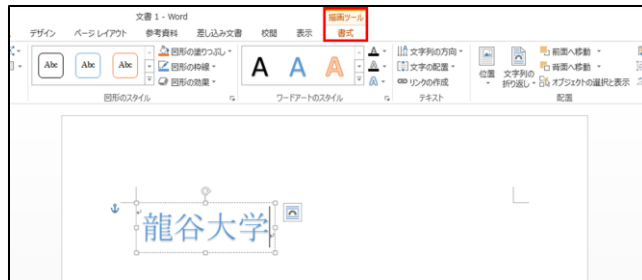 文書 1 - Word
描画ツール
デザイン ページ レイアウト 参考資料 差し込み文書 校閲 表示 書式
Abc Abc Abc
図形の塗りつぶし
図形の枠線
図形の効果
図形のスタイル
A A A
A
A
A
ワードアートのスタイル
文字列の方向
文字の配置
リンクの作成
テキスト
位置
文字列の
折り返し
前面へ移動
背面へ移動
オブジェクトの選択と表示
配置
龍谷大学